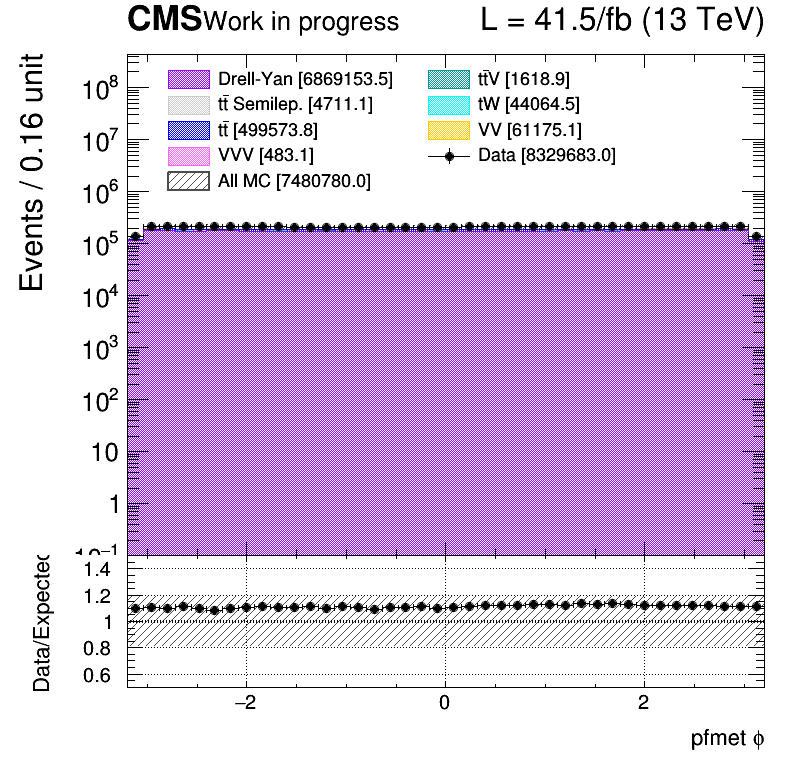 CMS Work in progress L = 41.5/fb (13 TeV)
Events / 0.16 unit
Drell-Yan [6869153.5]
tt̄ Semilep. [4711.1]
tt̄ [499573.8]
VVV [483.1]
All MC [7480780.0]
tt̄V [1618.9]
tW [44064.5]
VV [61175.1]
Data [8329683.0]
10⁸
10⁷
10⁶
10⁵
10⁴
10³
10²
10
1
10⁻¹
Data/Expected
1.4
1.2
1
0.8
0.6
−2 0 2
pfmet ϕ